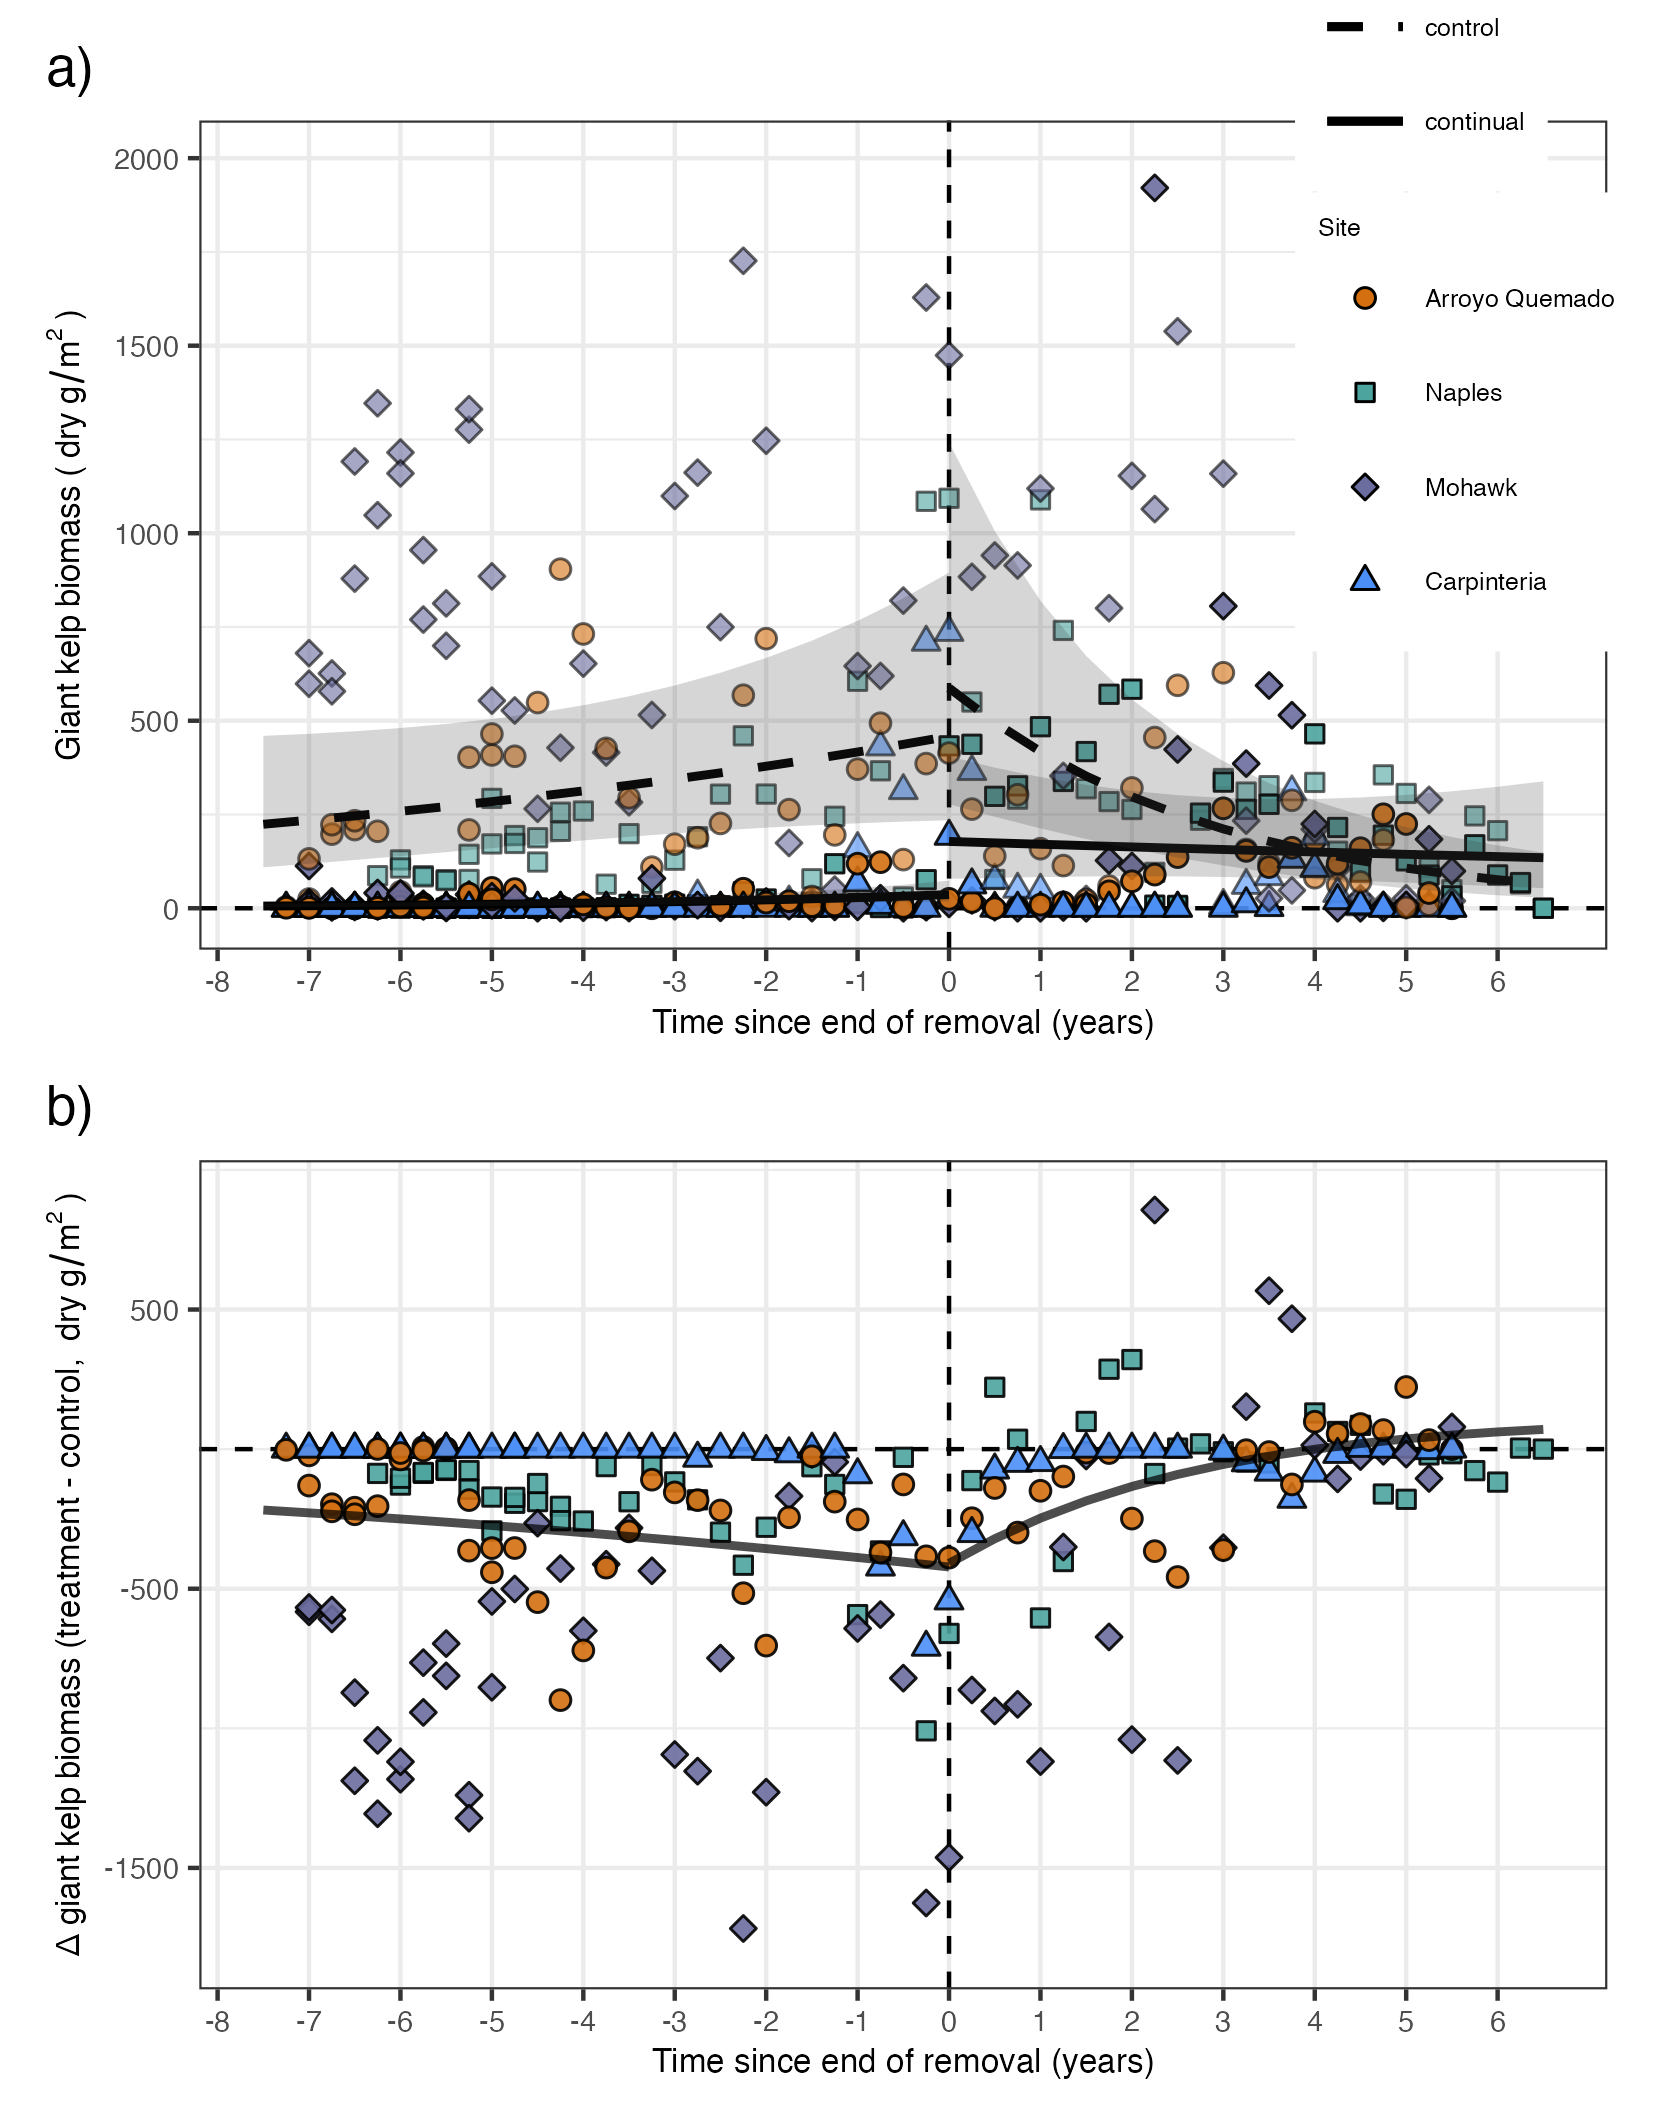 control
a)
continual
2000
Site
Arroyo Quemado
1500
Naples
Mohawk
1000
Carpinteria
500
0
Giant kelp biomass ( dry g/m2 )
-8 -7 -6 -5 -4 -3 -2 -1 0 1 2 3 4 5 6
Time since end of removal (years)
b)
500
-500
-1500
Δ giant kelp biomass (treatment - control, dry g/m2 )
-8 -7 -6 -5 -4 -3 -2 -1 0 1 2 3 4 5 6
Time since end of removal (years)